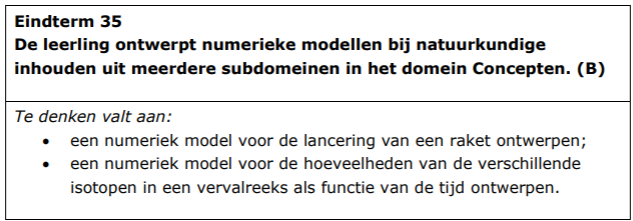 Eindterm 35
De leerling ontwerpt numerieke modellen bij natuurkundige
inhouden uit meerdere subdomeinen in het domein Concepten. (B)
Te denken valt aan:
• een numeriek model voor de lancering van een raket ontwerpen;
• een numeriek model voor de hoeveelheden van de verschillende
isotopen in een vervalreeks als functie van de tijd ontwerpen.